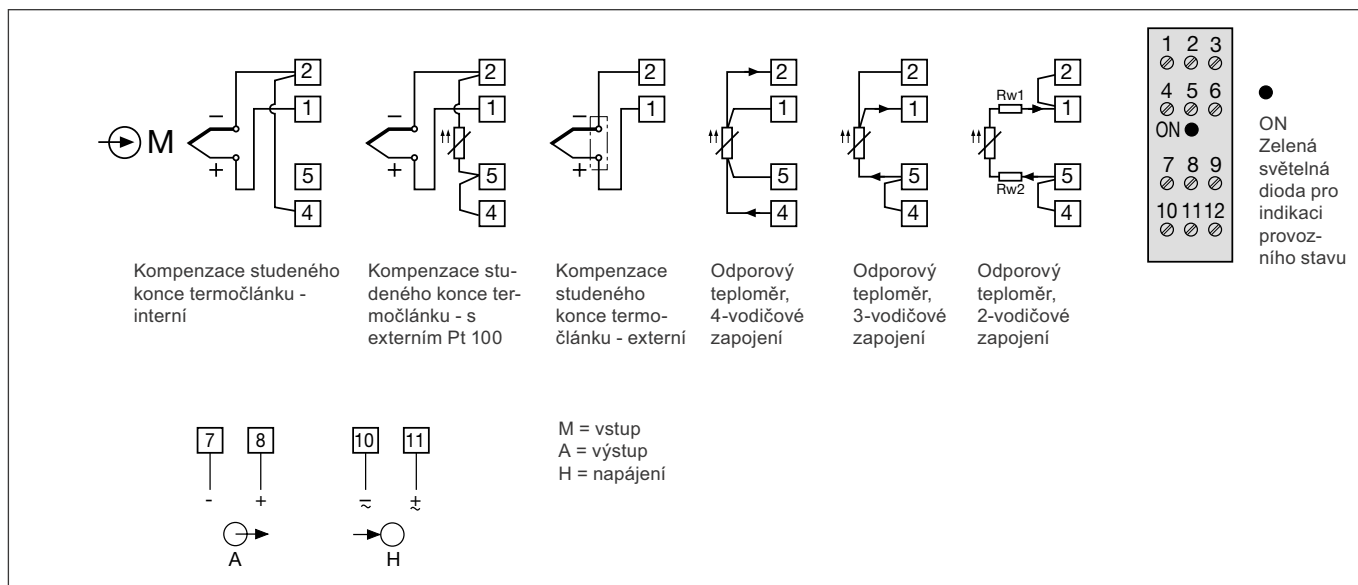 M
−
+
2
1
5
4
−
+
2
1
5
4
−
+
2
1
2
1
5
4
2
1
5
4
Rw1
Rw2
2
1
5
4
Kompenzace studeného
konce termočlánku -
interní
Kompenzace stu-
deného konce ter-
močlánku - s
externím Pt 100
Kompenzace
studeného
konce termo-
článku - externí
Odporový
teploměr,
4-vodičové
zapojení
Odporový
teploměr,
3-vodičové
zapojení
Odporový
teploměr,
2-vodičové
zapojení
1 2 3
4 5 6
ON
7 8 9
10 11 12
ON
Zelená
světelná
dioda pro
indikaci
provoz-
ního stavu
7 8
- +
A
10 11
H
M = vstup
A = výstup
H = napájení